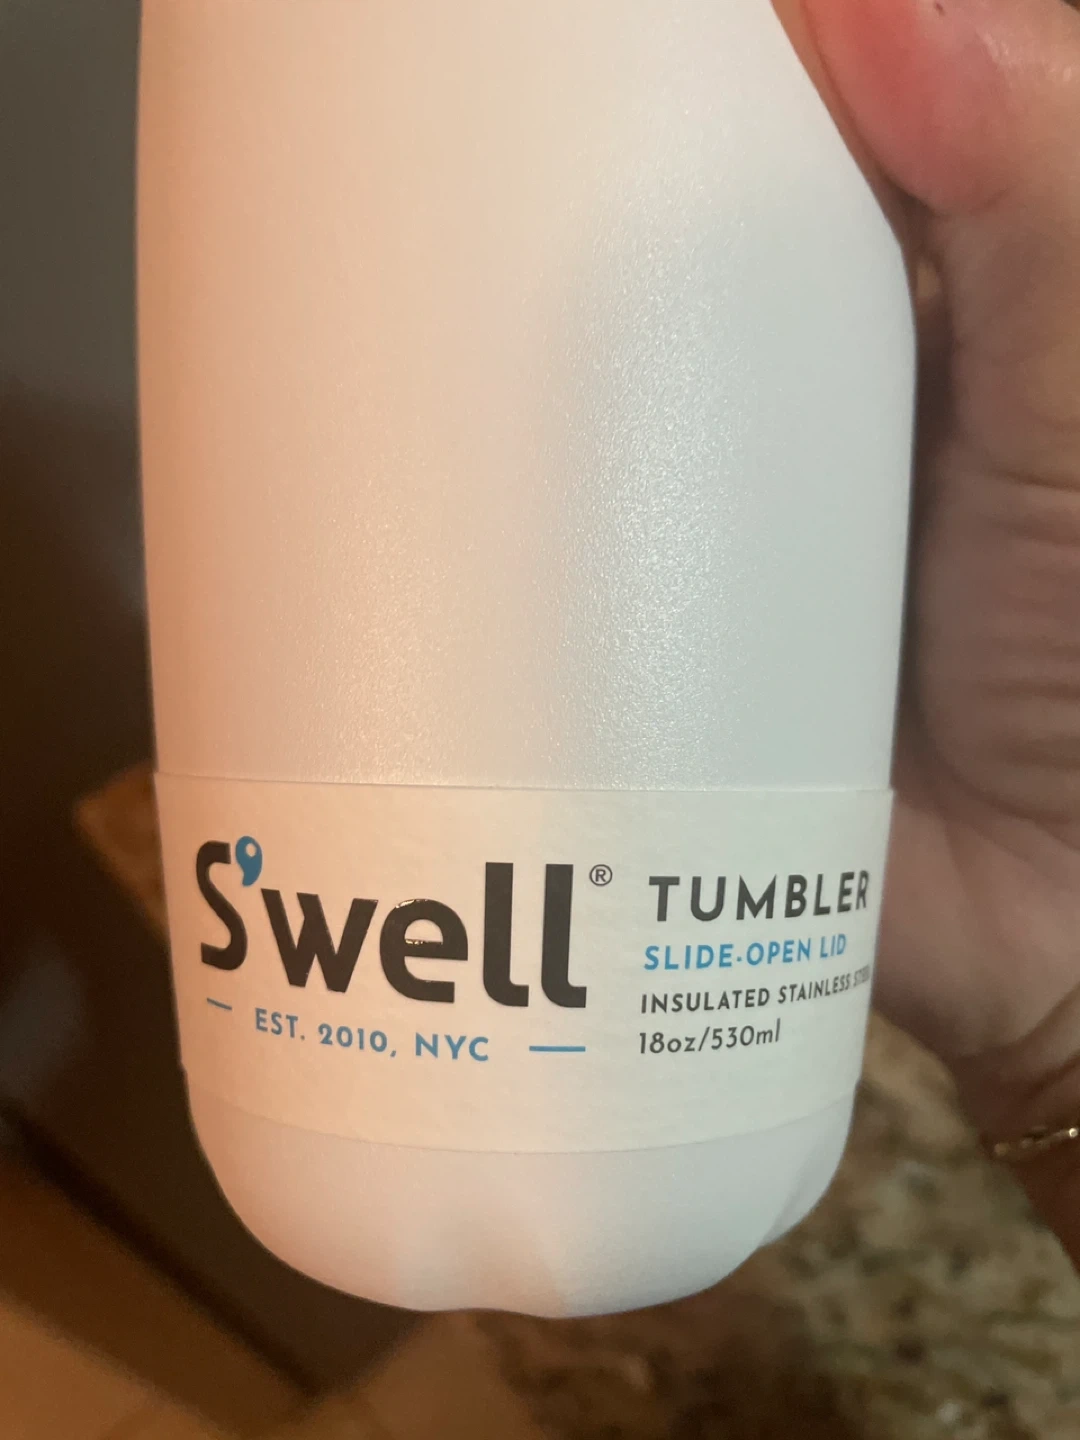 S'well®
EST. 2010, NYC
TUMBLER
SLIDE-OPEN LID
INSULATED STAINLESS
18oz/530ml